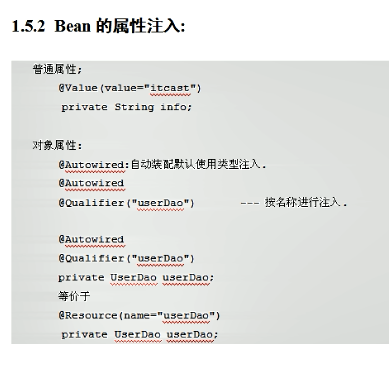 1.5.2 Bean 的属性注入:
普通属性;
@Value(value="itcast")
private String info;
对象属性:
@Autowired:自动装配默认使用类型注入.
@Autowired
@Qualifier("userDao") --- 按名称进行注入.
@Autowired
@Qualifier("userDao")
private UserDao userDao;
等价于
@Resource(name="userDao")
private UserDao userDao;